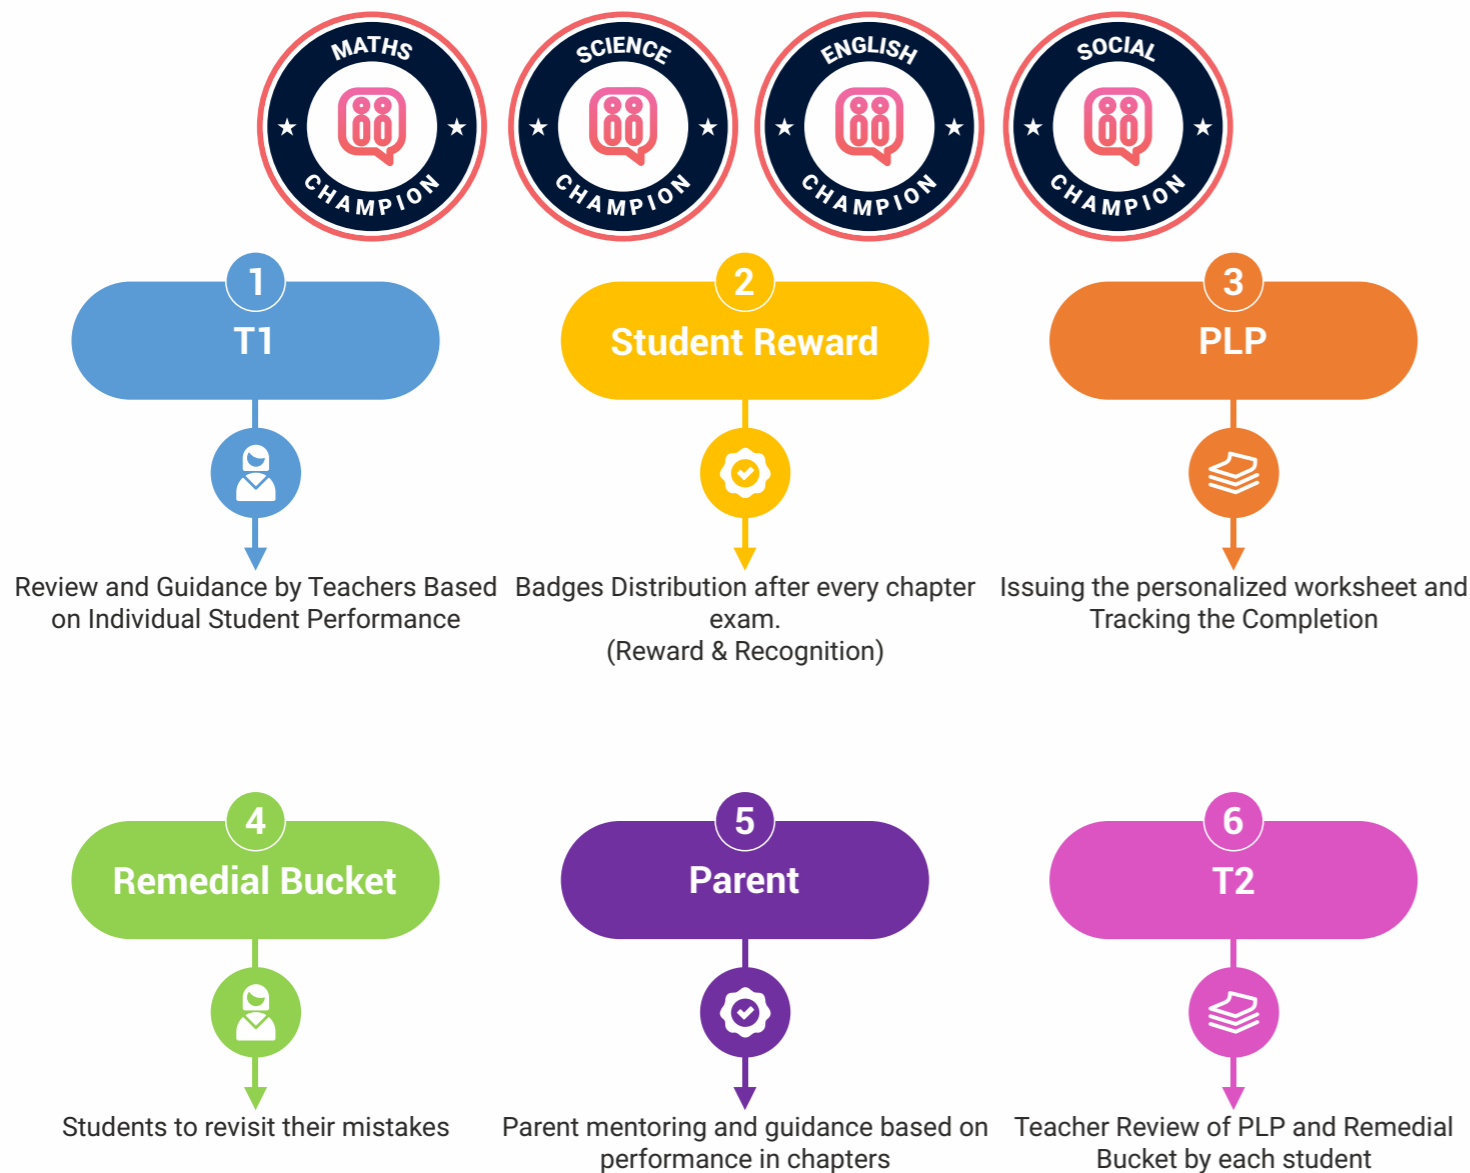 MATHS
CHAMPION
SCIENCE
CHAMPION
ENGLISH
CHAMPION
SOCIAL
CHAMPION
1
T1
Review and Guidance by Teachers Based
on Individual Student Performance
2
Student Reward
Badges Distribution after every chapter
exam.
(Reward & Recognition)
3
PLP
Issuing the personalized worksheet and
Tracking the Completion
4
Remedial Bucket
Students to revisit their mistakes
5
Parent
Parent mentoring and guidance based on
performance in chapters
6
T2
Teacher Review of PLP and Remedial
Bucket by each student